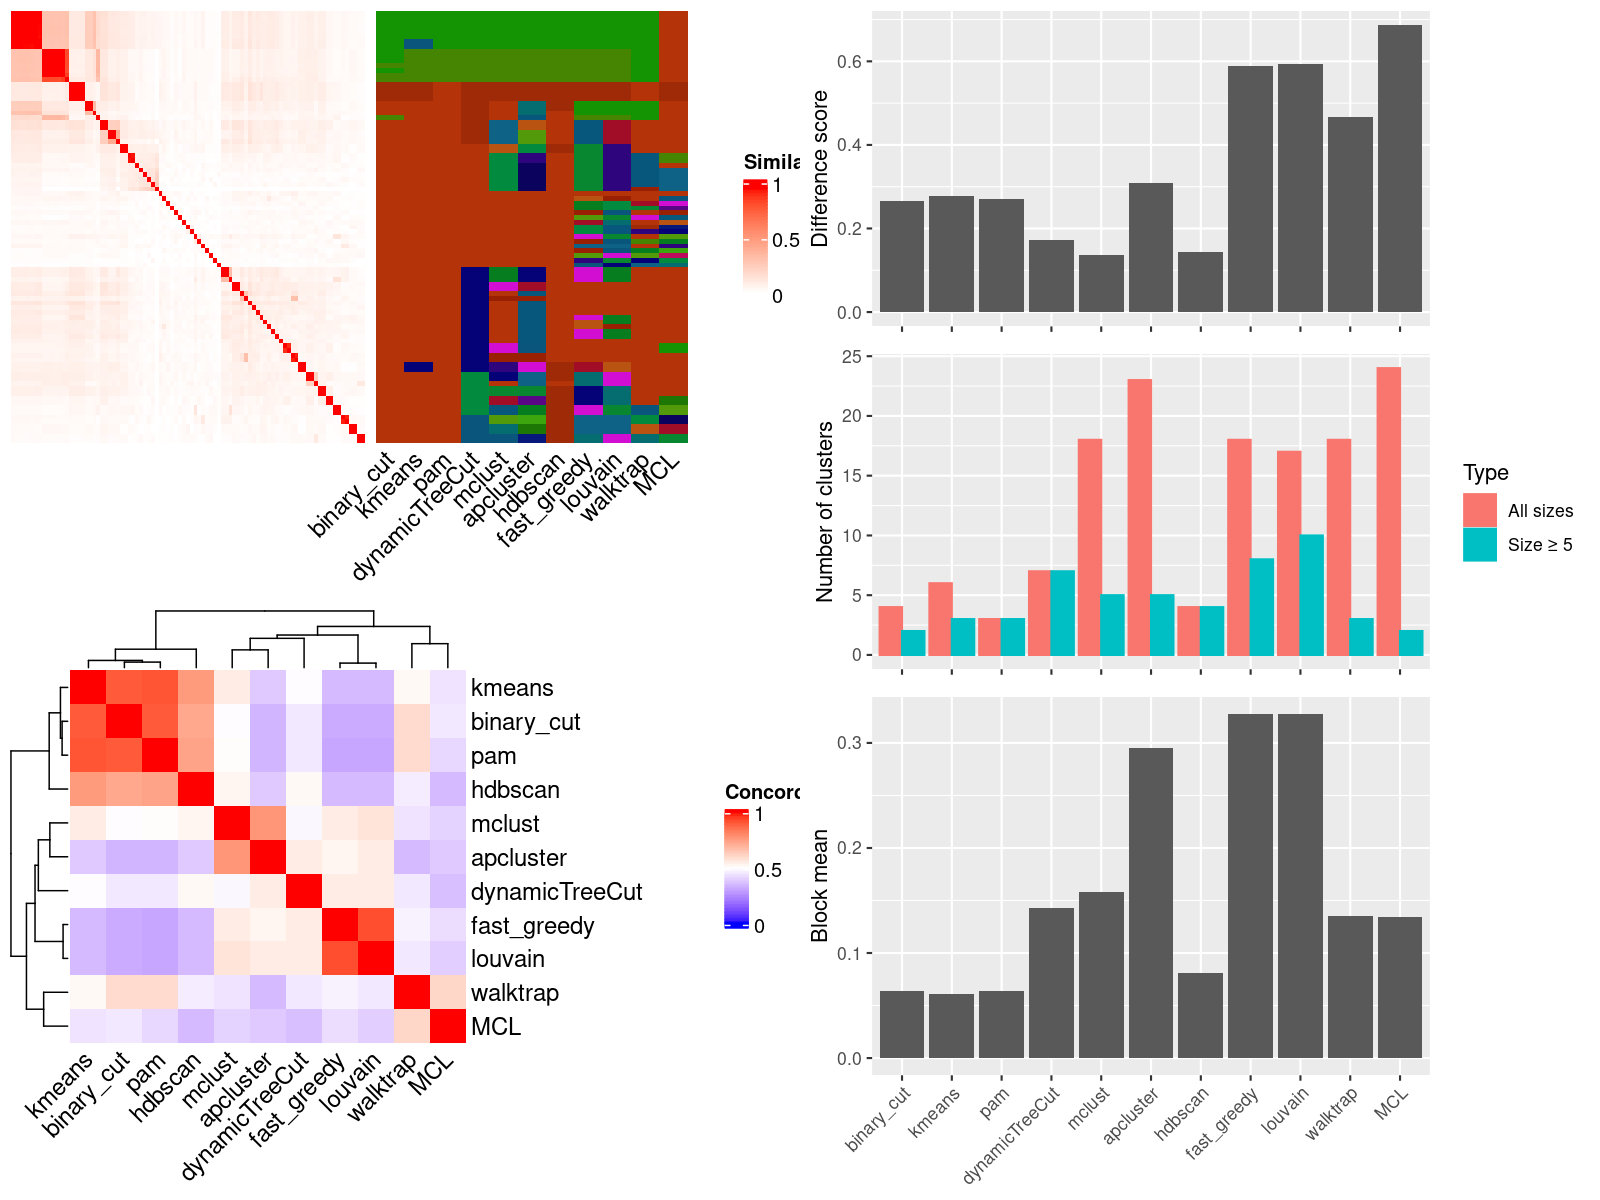 Simila
1
0.5
0
binary_cut
kmeans
pam
dynamicTreeCut
mclust
apcluster
hdbscan
fast_greedy
louvain
walktrap
MCL
Concord
1
0.5
0
kmeans
binary_cut
pam
hdbscan
mclust
apcluster
dynamicTreeCut
fast_greedy
louvain
walktrap
MCL
kmeans
binary_cut
pam
hdbscan
mclust
apcluster
dynamicTreeCut
fast_greedy
louvain
walktrap
MCL
Difference score
0.6
0.4
0.2
0.0
Number of clusters
25
20
15
10
5
0
Type
All sizes
Size ≥ 5
Block mean
0.3
0.2
0.1
0.0
binary_cut
kmeans
pam
dynamicTreeCut
mclust
apcluster
hdbscan
fast_greedy
louvain
walktrap
MCL